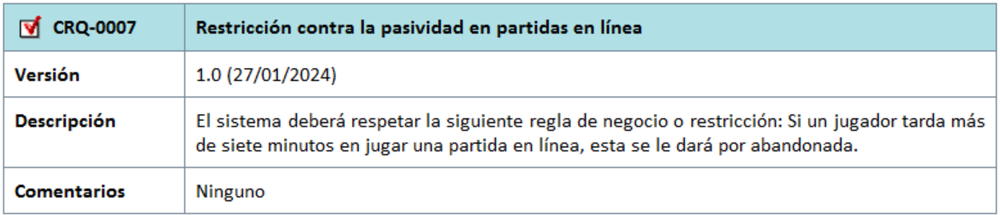 CRQ-0007 Restricción contra la pasividad en partidas en línea
Versión 1.0 (27/01/2024)
Descripción El sistema deberá respetar la siguiente regla de negocio o restricción: Si un jugador tarda más
de siete minutos en jugar una partida en línea, esta se le dará por abandonada.
Comentarios Ninguno